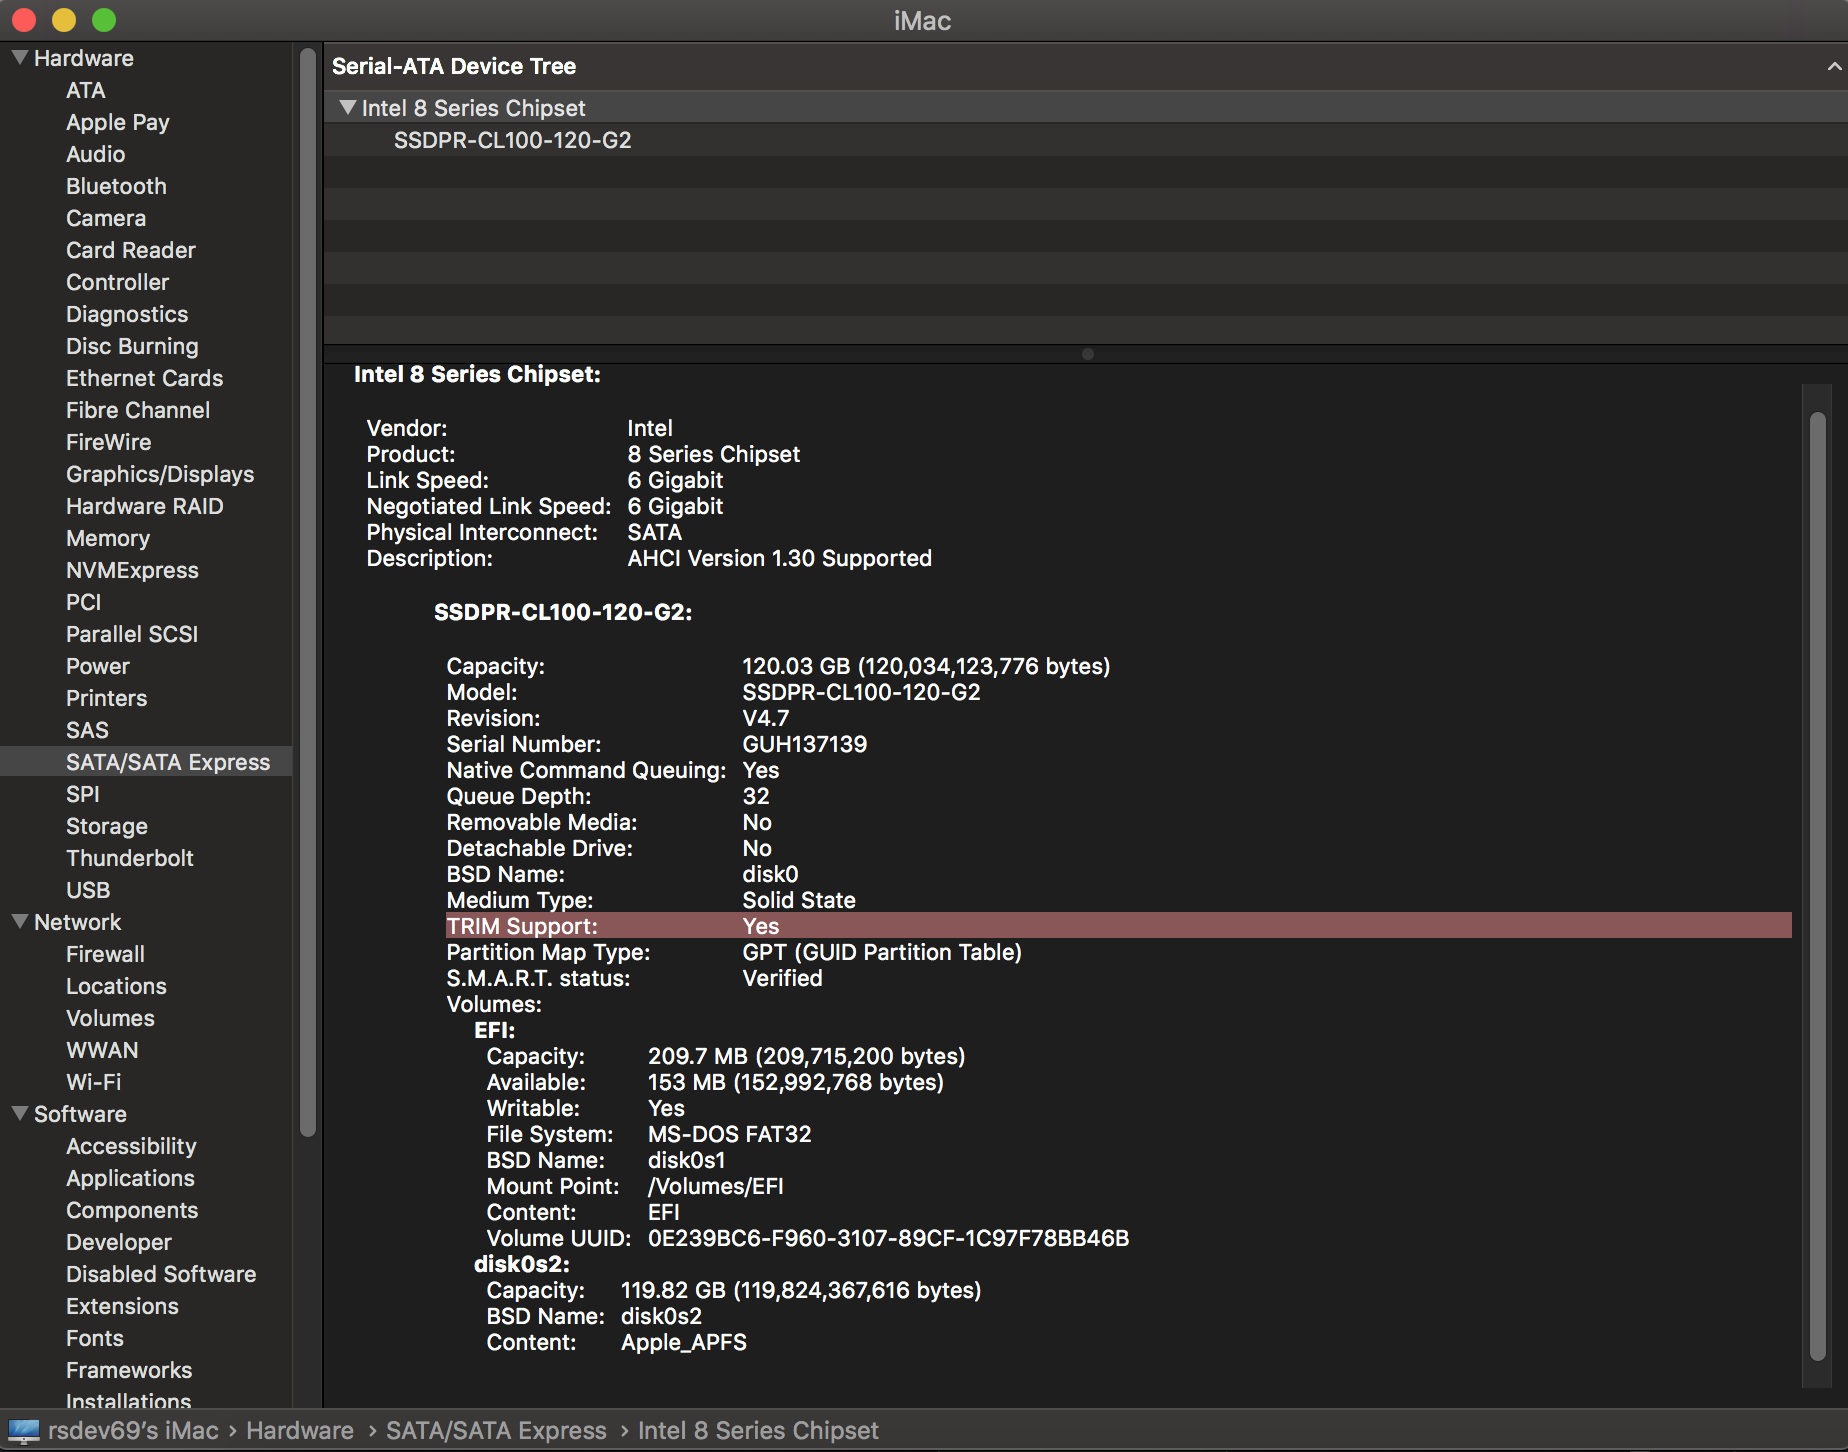 iMac
Hardware
ATA
Apple Pay
Audio
Bluetooth
Camera
Card Reader
Controller
Diagnostics
Disc Burning
Ethernet Cards
Fibre Channel
FireWire
Graphics/Displays
Hardware RAID
Memory
NVMExpress
PCI
Parallel SCSI
Power
Printers
SAS
SATA/SATA Express
SPI
Storage
Thunderbolt
USB
Network
Firewall
Locations
Volumes
WWAN
Wi-Fi
Software
Accessibility
Applications
Components
Developer
Disabled Software
Extensions
Fonts
Frameworks
Installations
Serial-ATA Device Tree
Intel 8 Series Chipset
SSDPR-CL100-120-G2
Intel 8 Series Chipset:
Vendor: Intel
Product: 8 Series Chipset
Link Speed: 6 Gigabit
Negotiated Link Speed: 6 Gigabit
Physical Interconnect: SATA
Description: AHCI Version 1.30 Supported
SSDPR-CL100-120-G2:
Capacity: 120.03 GB (120,034,123,776 bytes)
Model: SSDPR-CL100-120-G2
Revision: V4.7
Serial Number: GUH137139
Native Command Queuing: Yes
Queue Depth: 32
Removable Media: No
Detachable Drive: No
BSD Name: disk0
Medium Type: Solid State
TRIM Support: Yes
Partition Map Type: GPT (GUID Partition Table)
S.M.A.R.T. status: Verified
Volumes:
EFI:
Capacity: 209.7 MB (209,715,200 bytes)
Available: 153 MB (152,992,768 bytes)
Writable: Yes
File System: MS-DOS FAT32
BSD Name: disk0s1
Mount Point: /Volumes/EFI
Content: EFI
Volume UUID: 0E239BC6-F960-3107-89CF-1C97F78BB46B
disk0s2:
Capacity: 119.82 GB (119,824,367,616 bytes)
BSD Name: disk0s2
Content: Apple_APFS
rsdev69's iMac › Hardware › SATA/SATA Express › Intel 8 Series Chipset